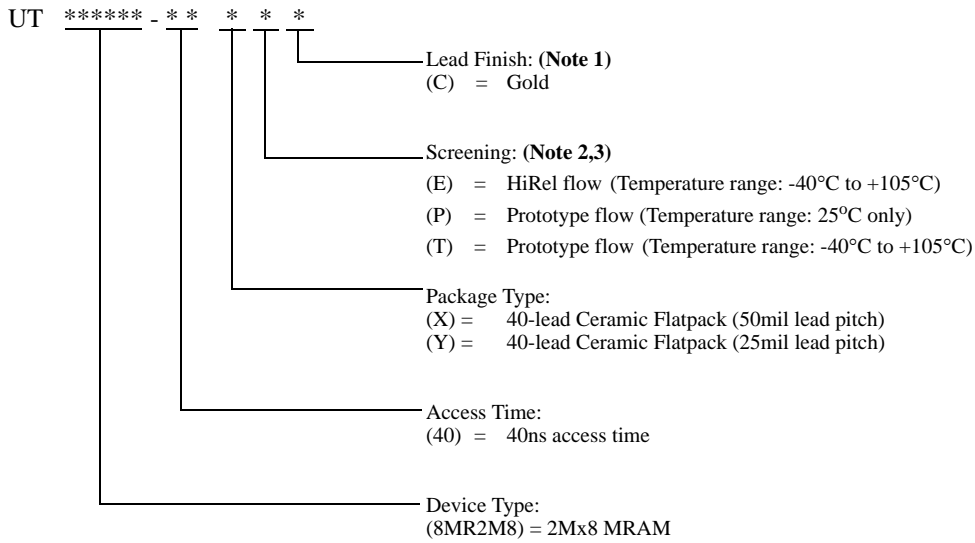 UT ****** - * * * * *
Lead Finish: (Note 1)
(C) = Gold
Screening: (Note 2,3)
(E) = HiRel flow (Temperature range: -40°C to +105°C)
(P) = Prototype flow (Temperature range: 25°C only)
(T) = Prototype flow (Temperature range: -40°C to +105°C)
Package Type:
(X) = 40-lead Ceramic Flatpack (50mil lead pitch)
(Y) = 40-lead Ceramic Flatpack (25mil lead pitch)
Access Time:
(40) = 40ns access time
Device Type:
(8MR2M8) = 2Mx8 MRAM